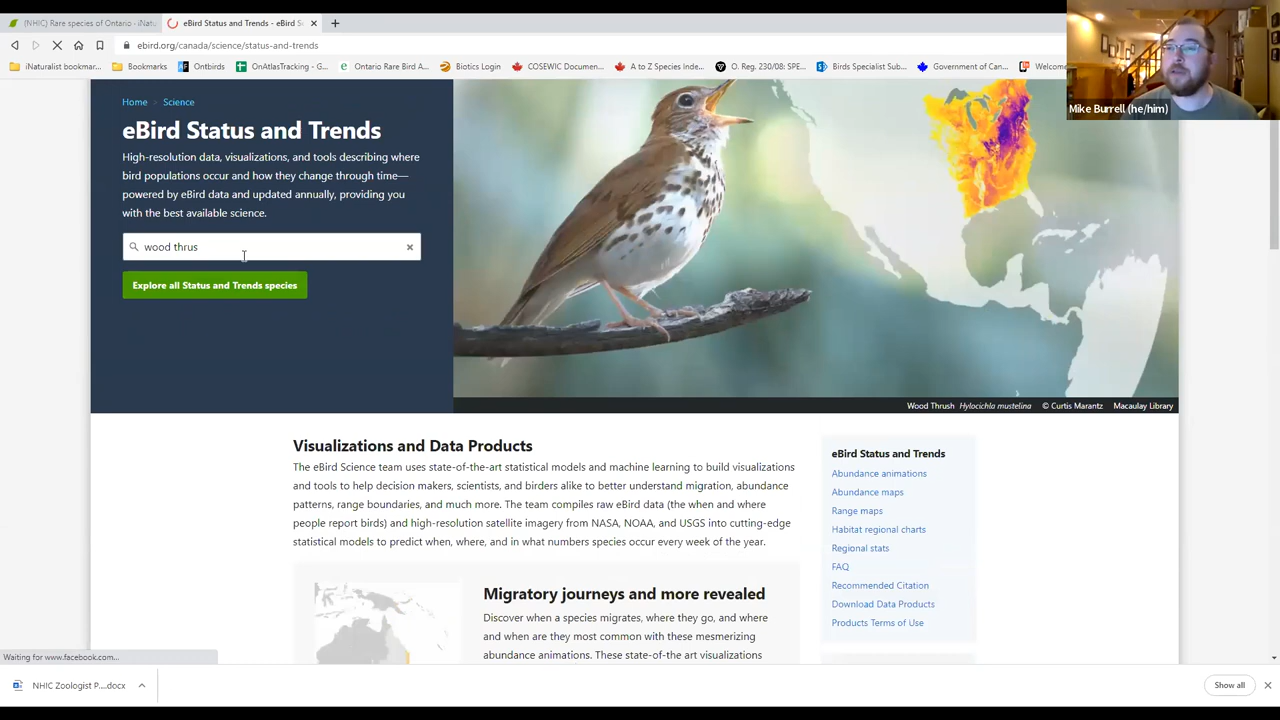 (NHIC) Rare species of Ontario · iNatu
eBird Status and Trends - eBird S
ebird.org/canada/science/status-and-trends
iNaturalist bookmar...
Bookmarks
Ontbirds
OnAtlasTracking - G...
Ontario Rare Bird A...
Biotics Login
COSEWIC Documen...
A to Z Species Inde...
O. Reg. 230/08: SPE...
Birds Specialist Sub...
Government of Can...
Welcome
Mike Burrell (he/him)
Home
Science
eBird Status and Trends
High-resolution data, visualizations, and tools describing where
bird populations occur and how they change through time—
powered by eBird data and updated annually, providing you
with the best available science.
wood thrus
Explore all Status and Trends species
Wood Thrush Hylocichla mustelina © Curtis Marantz Macaulay Library
Visualizations and Data Products
The eBird Science team uses state-of-the-art statistical models and machine learning to build visualizations
and tools to help decision makers, scientists, and birders alike to better understand migration, abundance
patterns, range boundaries, and much more. The team compiles raw eBird data (the when and where
people report birds) and high-resolution satellite imagery from NASA, NOAA, and USGS into cutting-edge
statistical models to predict when, where, and in what numbers species occur every week of the year.
eBird Status and Trends
Abundance animations
Abundance maps
Range maps
Habitat regional charts
Regional stats
FAQ
Recommended Citation
Download Data Products
Products Terms of Use
Migratory journeys and more revealed
Discover when a species migrates, where they go, and where
and when are they most common with these mesmerizing
abundance animations. These state-of-the art visualizations
Waiting for www.facebook.com...
NHIC Zoologist P....docx
Show all